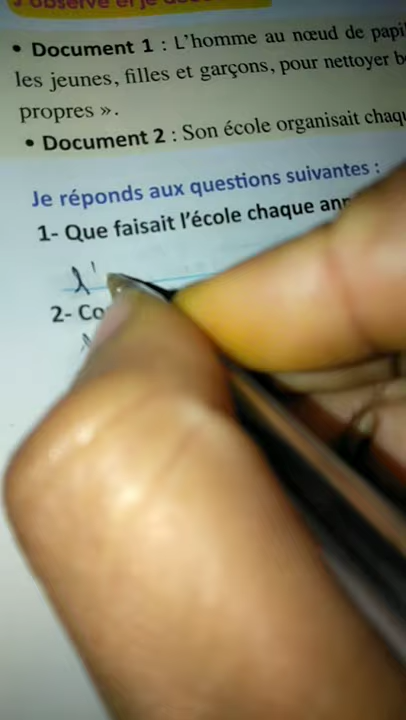 • Document 1 : L'homme au nœud de papi
les jeunes, filles et garçons, pour nettoyer b
propres ».
• Document 2 : Son école organisait chaq
Je réponds aux questions suivantes :
1- Que faisait l'école chaque ann
L'
2- Co